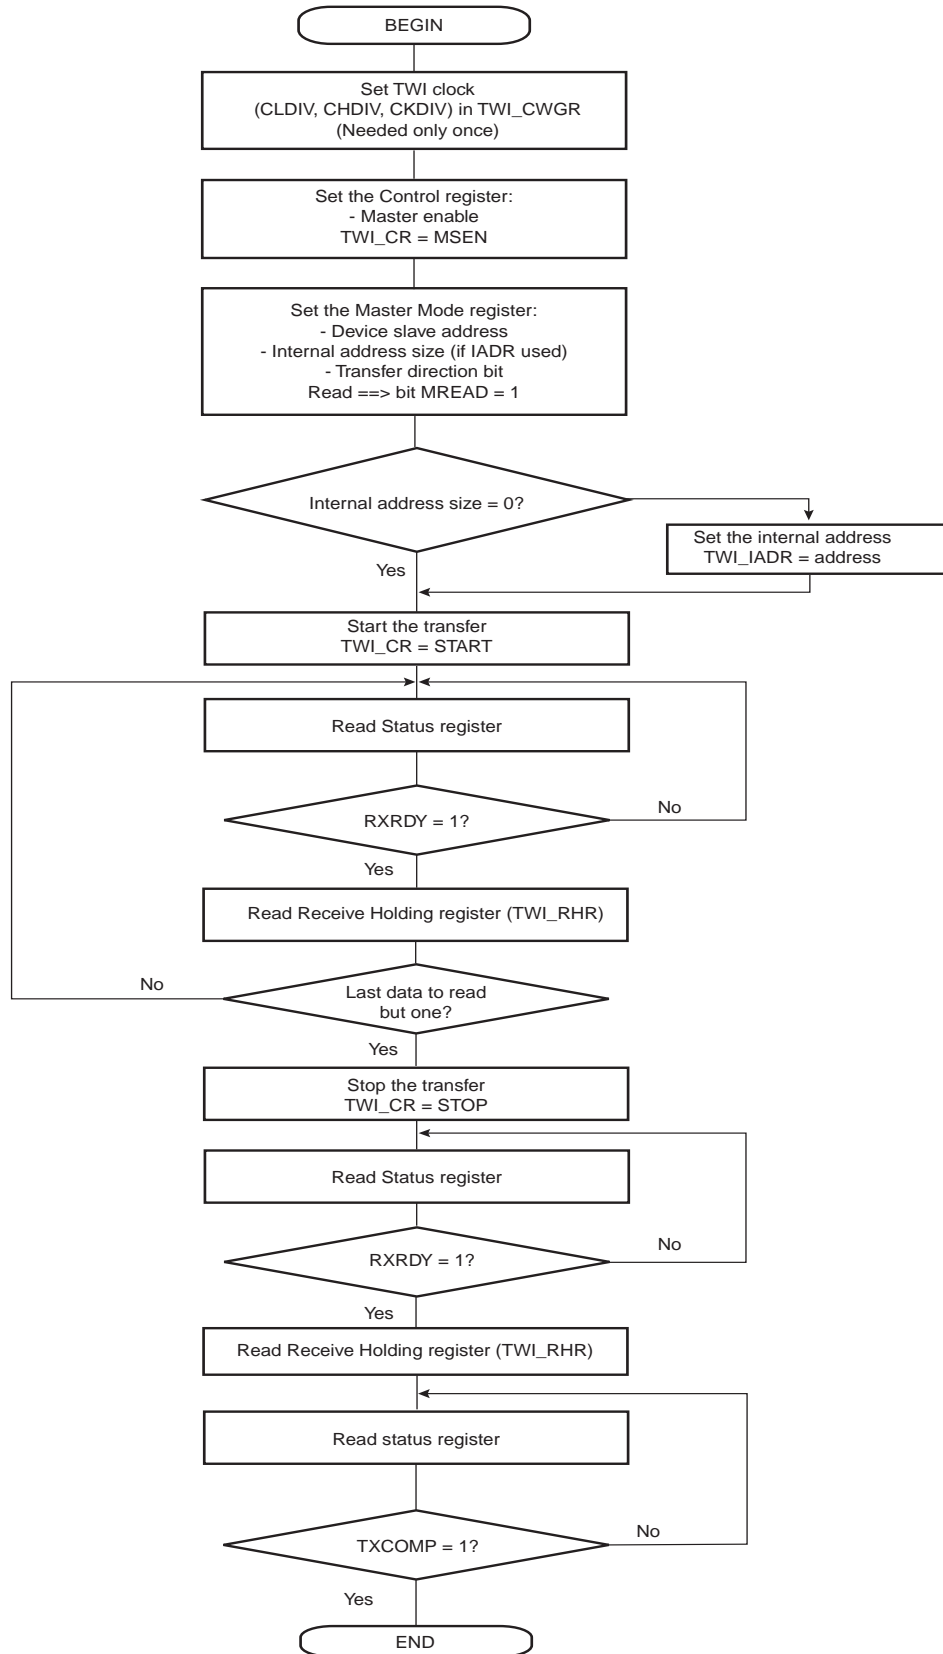 BEGIN
Set TWI clock
(CLDIV, CHDIV, CKDIV) in TWI_CWGR
(Needed only once)
Set the Control register:
- Master enable
TWI_CR = MSEN
Set the Master Mode register:
- Device slave address
- Internal address size (if IADR used)
- Transfer direction bit
Read ==> bit MREAD = 1
Internal address size = 0?
Set the internal address
TWI_IADR = address
Yes
Start the transfer
TWI_CR = START
Read Status register
RXRDY = 1?
No
Yes
Read Receive Holding register (TWI_RHR)
No
Last data to read
but one?
Yes
Stop the transfer
TWI_CR = STOP
Read Status register
RXRDY = 1?
No
Yes
Read Receive Holding register (TWI_RHR)
Read status register
TXCOMP = 1?
No
Yes
END